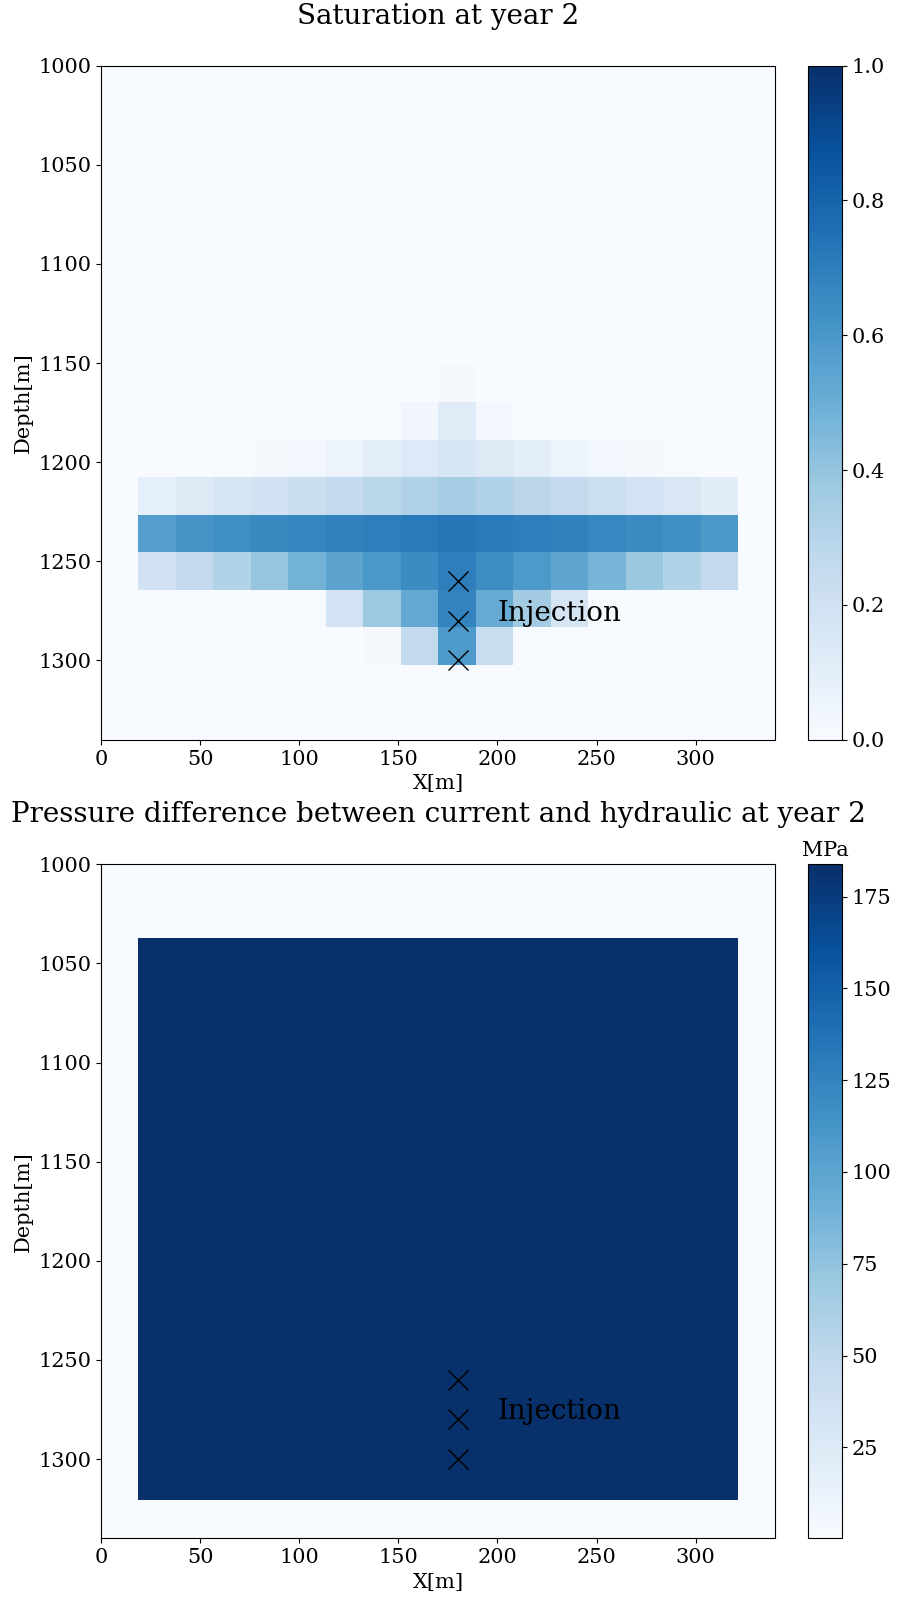 Saturation at year 2
1000
1050
1100
1150
1200
1250
1300
Depth[m]
0 50 100 150 200 250 300
X[m]
Injection
1.0
0.8
0.6
0.4
0.2
0.0
Pressure difference between current and hydraulic at year 2
MPa
1000
1050
1100
1150
1200
1250
1300
Depth[m]
0 50 100 150 200 250 300
X[m]
Injection
175
150
125
100
75
50
25